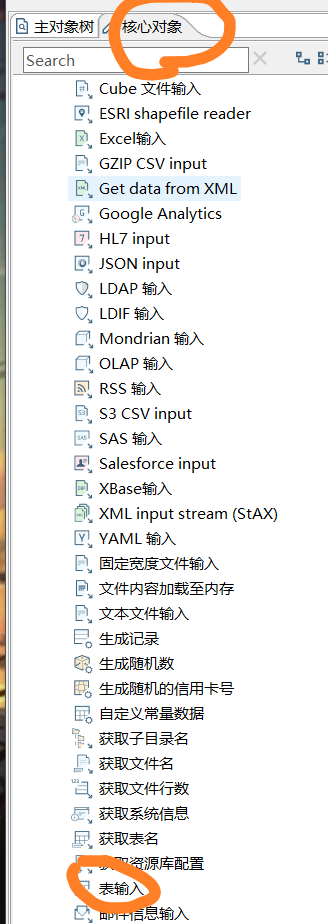 主对象树 核心对象
Search
Cube 文件输入
ESRI shapefile reader
Excel输入
GZIP CSV input
Get data from XML
Google Analytics
HL7 input
JSON input
LDAP 输入
LDIF 输入
Mondrian 输入
OLAP 输入
RSS 输入
S3 CSV input
SAS 输入
Salesforce input
XBase输入
XML input stream (StAX)
YAML 输入
固定宽度文件输入
文件内容加载至内存
文本文件输入
生成记录
生成随机数
生成随机的信用卡号
自定义常量数据
获取子目录名
获取文件名
获取文件行数
获取系统信息
获取表名
获取资源库配置
表输入
邮件信息输入